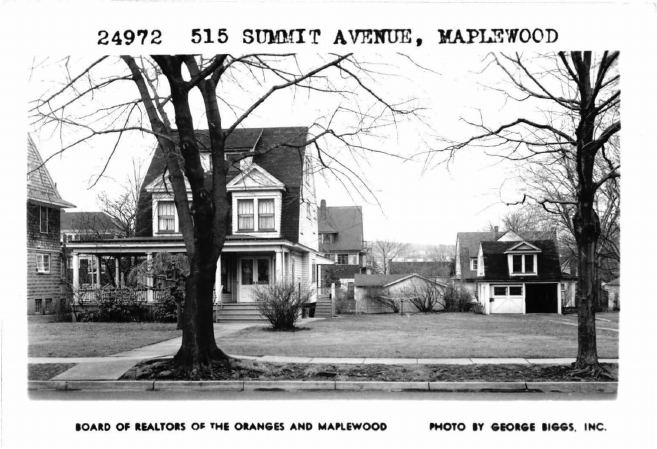 24972 515 SUMMIT AVENUE, MAPLEWOOD
BOARD OF REALTORS OF THE ORANGES AND MAPLEWOOD PHOTO BY GEORGE BIGGS, INC.